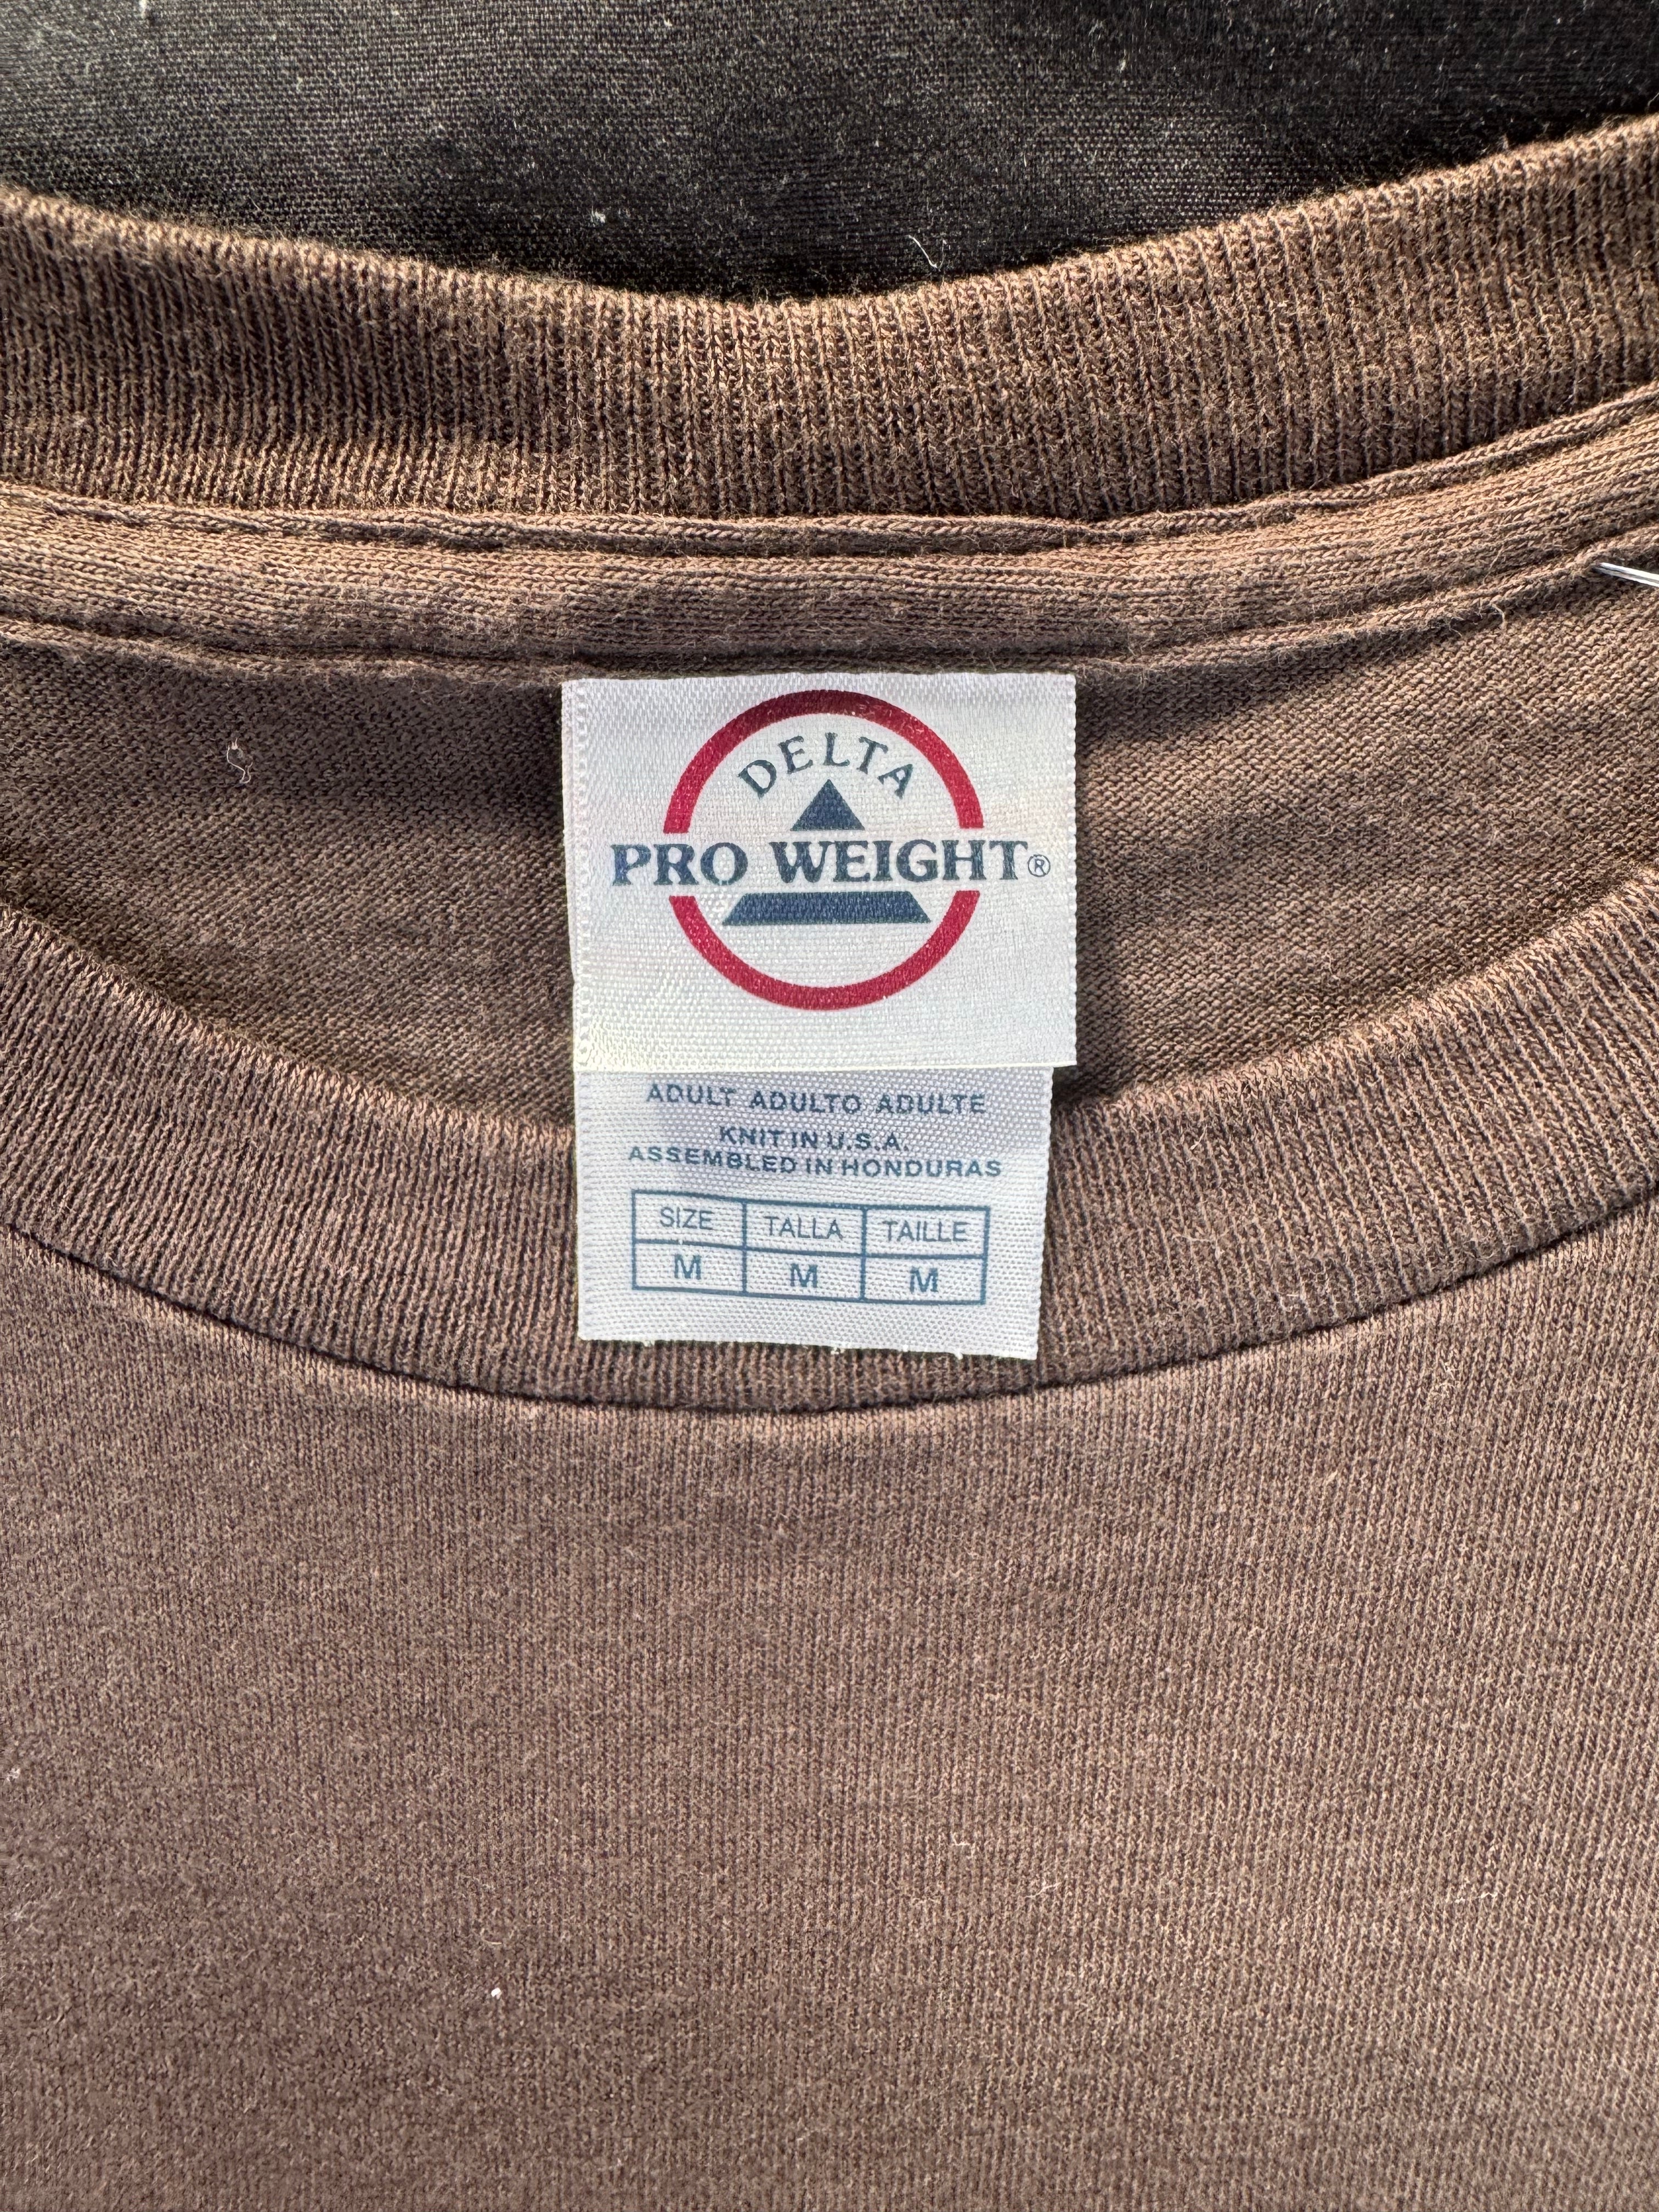 DELTA
PRO WEIGHT®
ADULT ADULTO ADULTE
KNIT IN U.S.A.
ASSEMBLED IN HONDURAS
SIZE TALLA TAILLE
M M M